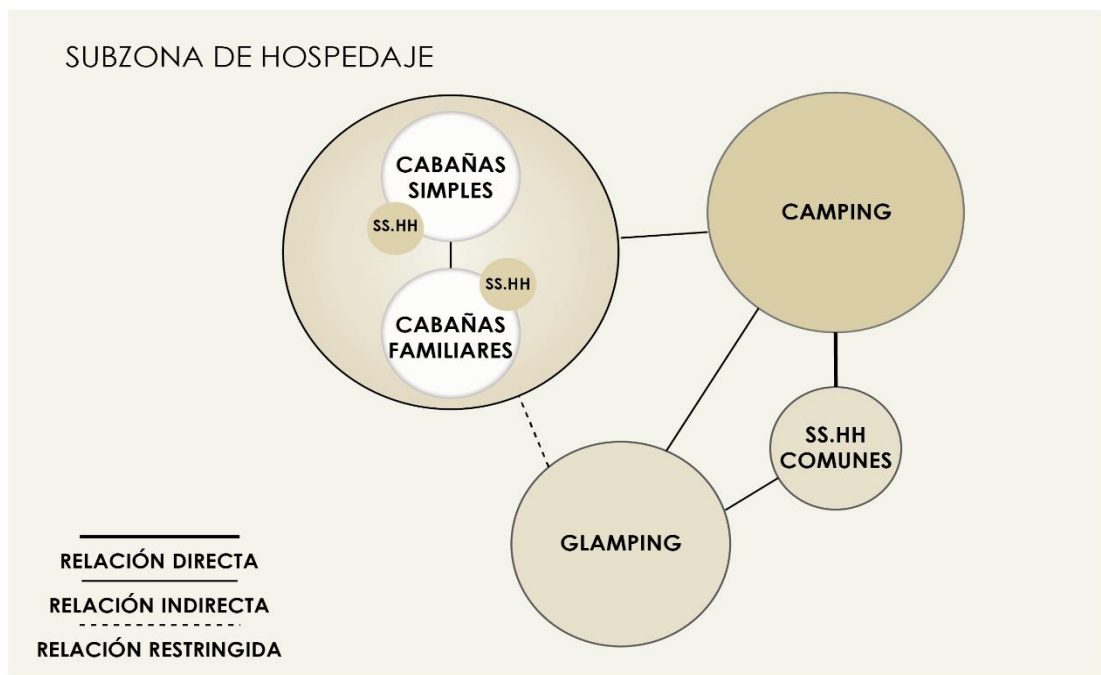 SUBZONA DE HOSPEDAJE
CABAÑAS
SIMPLES
SS.HH
SS.HH
CABAÑAS
FAMILIARES
CAMPING
SS.HH
COMUNES
GLAMPING
RELACIÓN DIRECTA
RELACIÓN INDIRECTA
RELACIÓN RESTRINGIDA